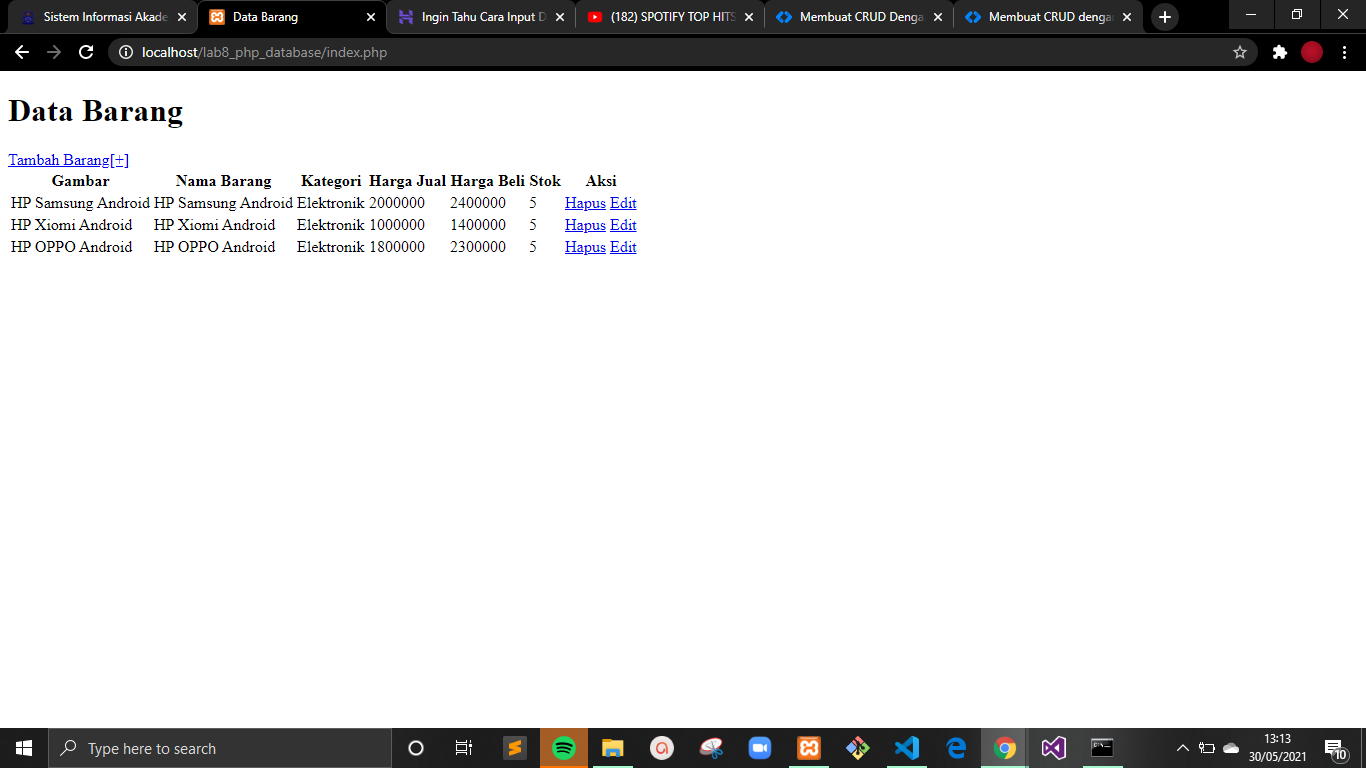 Sistem Informasi Akade
Data Barang
Ingin Tahu Cara Input D
(182) SPOTIFY TOP HITS
Membuat CRUD Denga
Membuat CRUD denga
localhost/lab8_php_database/index.php
Data Barang
Tambah Barang[+]
Gambar Nama Barang Kategori Harga Jual Harga Beli Stok Aksi
HP Samsung Android HP Samsung Android Elektronik 2000000 2400000 5 Hapus Edit
HP Xiomi Android HP Xiomi Android Elektronik 1000000 1400000 5 Hapus Edit
HP OPPO Android HP OPPO Android Elektronik 1800000 2300000 5 Hapus Edit
Type here to search
13:13
30/05/2021
10